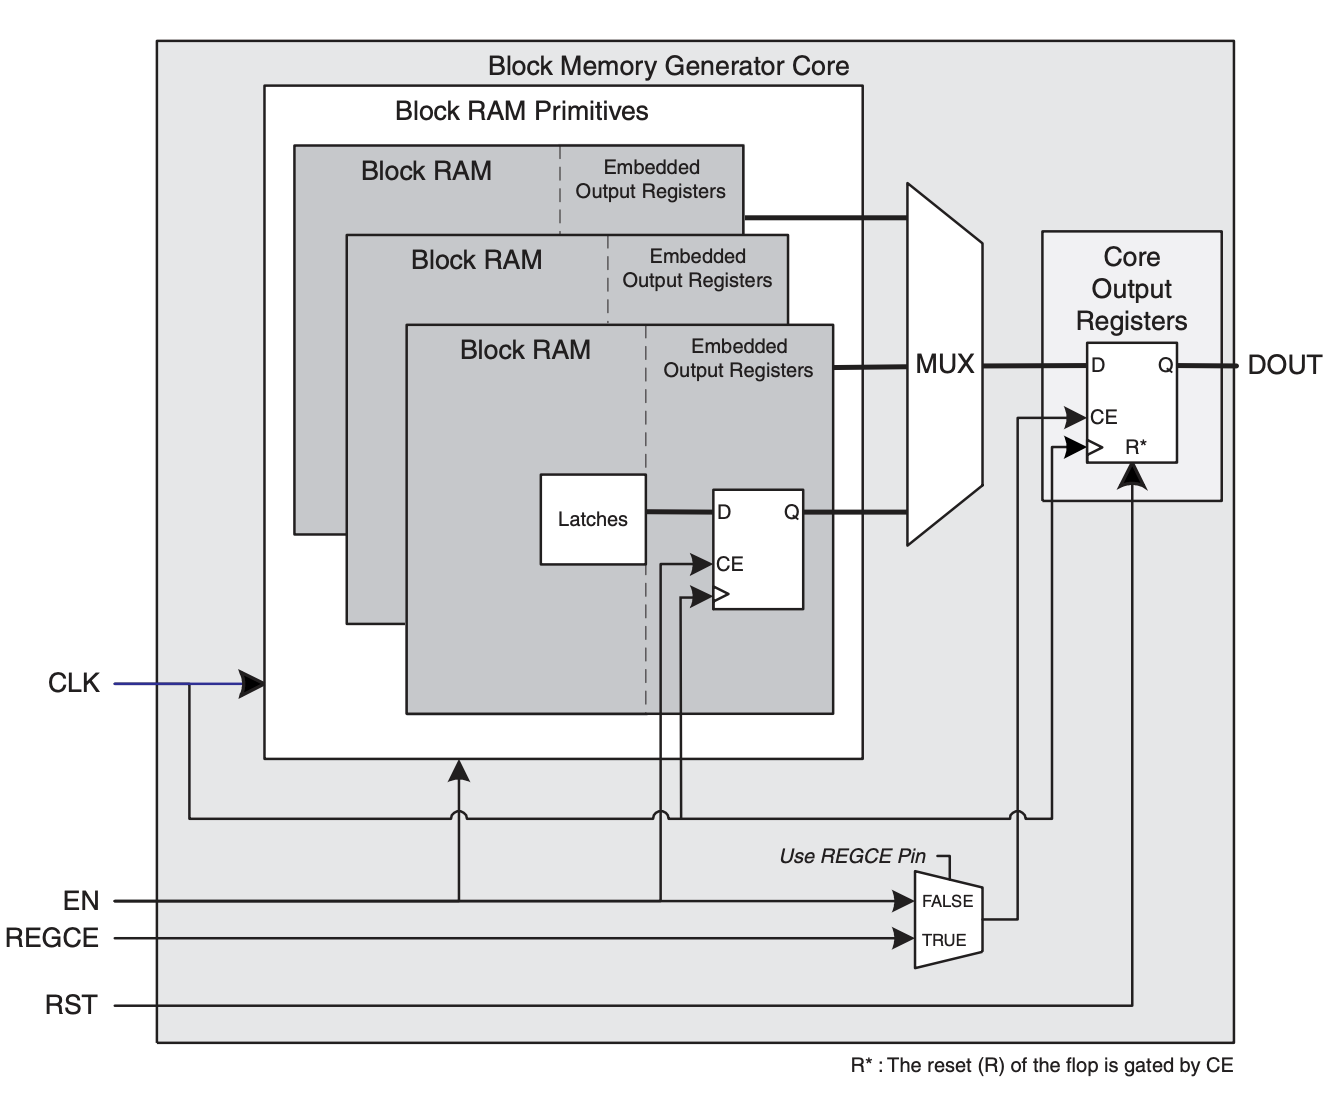 Block Memory Generator Core
Block RAM Primitives
Block RAM
Embedded
Output Registers
Block RAM
Embedded
Output Registers
Block RAM
Embedded
Output Registers
Latches
D
Q
CE
MUX
Core
Output
Registers
D
Q
CE
R*
DOUT
CLK
Use REGCE Pin
EN
FALSE
REGCE
TRUE
RST
R* : The reset (R) of the flop is gated by CE